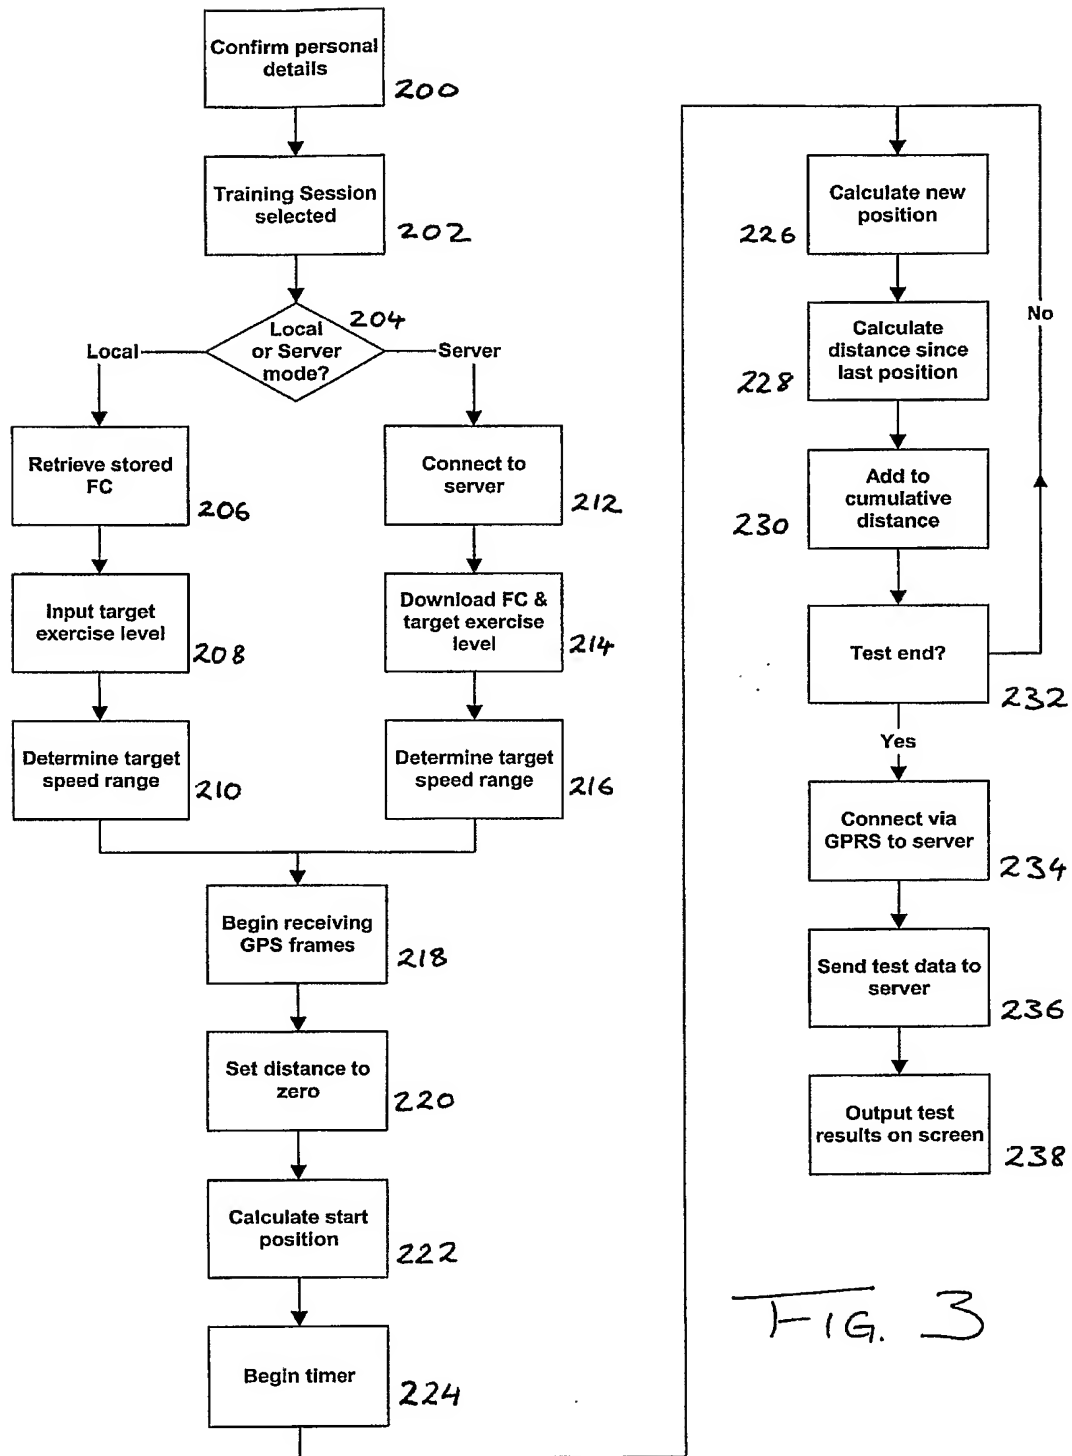 Confirm personal
details
200
Training Session
selected
202
204
Local
or Server
mode?
Local
Server
Retrieve stored
FC
206
Connect to
server
212
Input target
exercise level
208
Download FC &
target exercise
level
214
Determine target
speed range
210
Determine target
speed range
216
Begin receiving
GPS frames
218
Set distance to
zero
220
Calculate start
position
222
Begin timer
224
Calculate new
position
226
No
Calculate
distance since
last position
228
Add to
cumulative
distance
230
Test end?
232
Yes
Connect via
GPRS to server
234
Send test data to
server
236
Output test
results on screen
238
FIG. 3